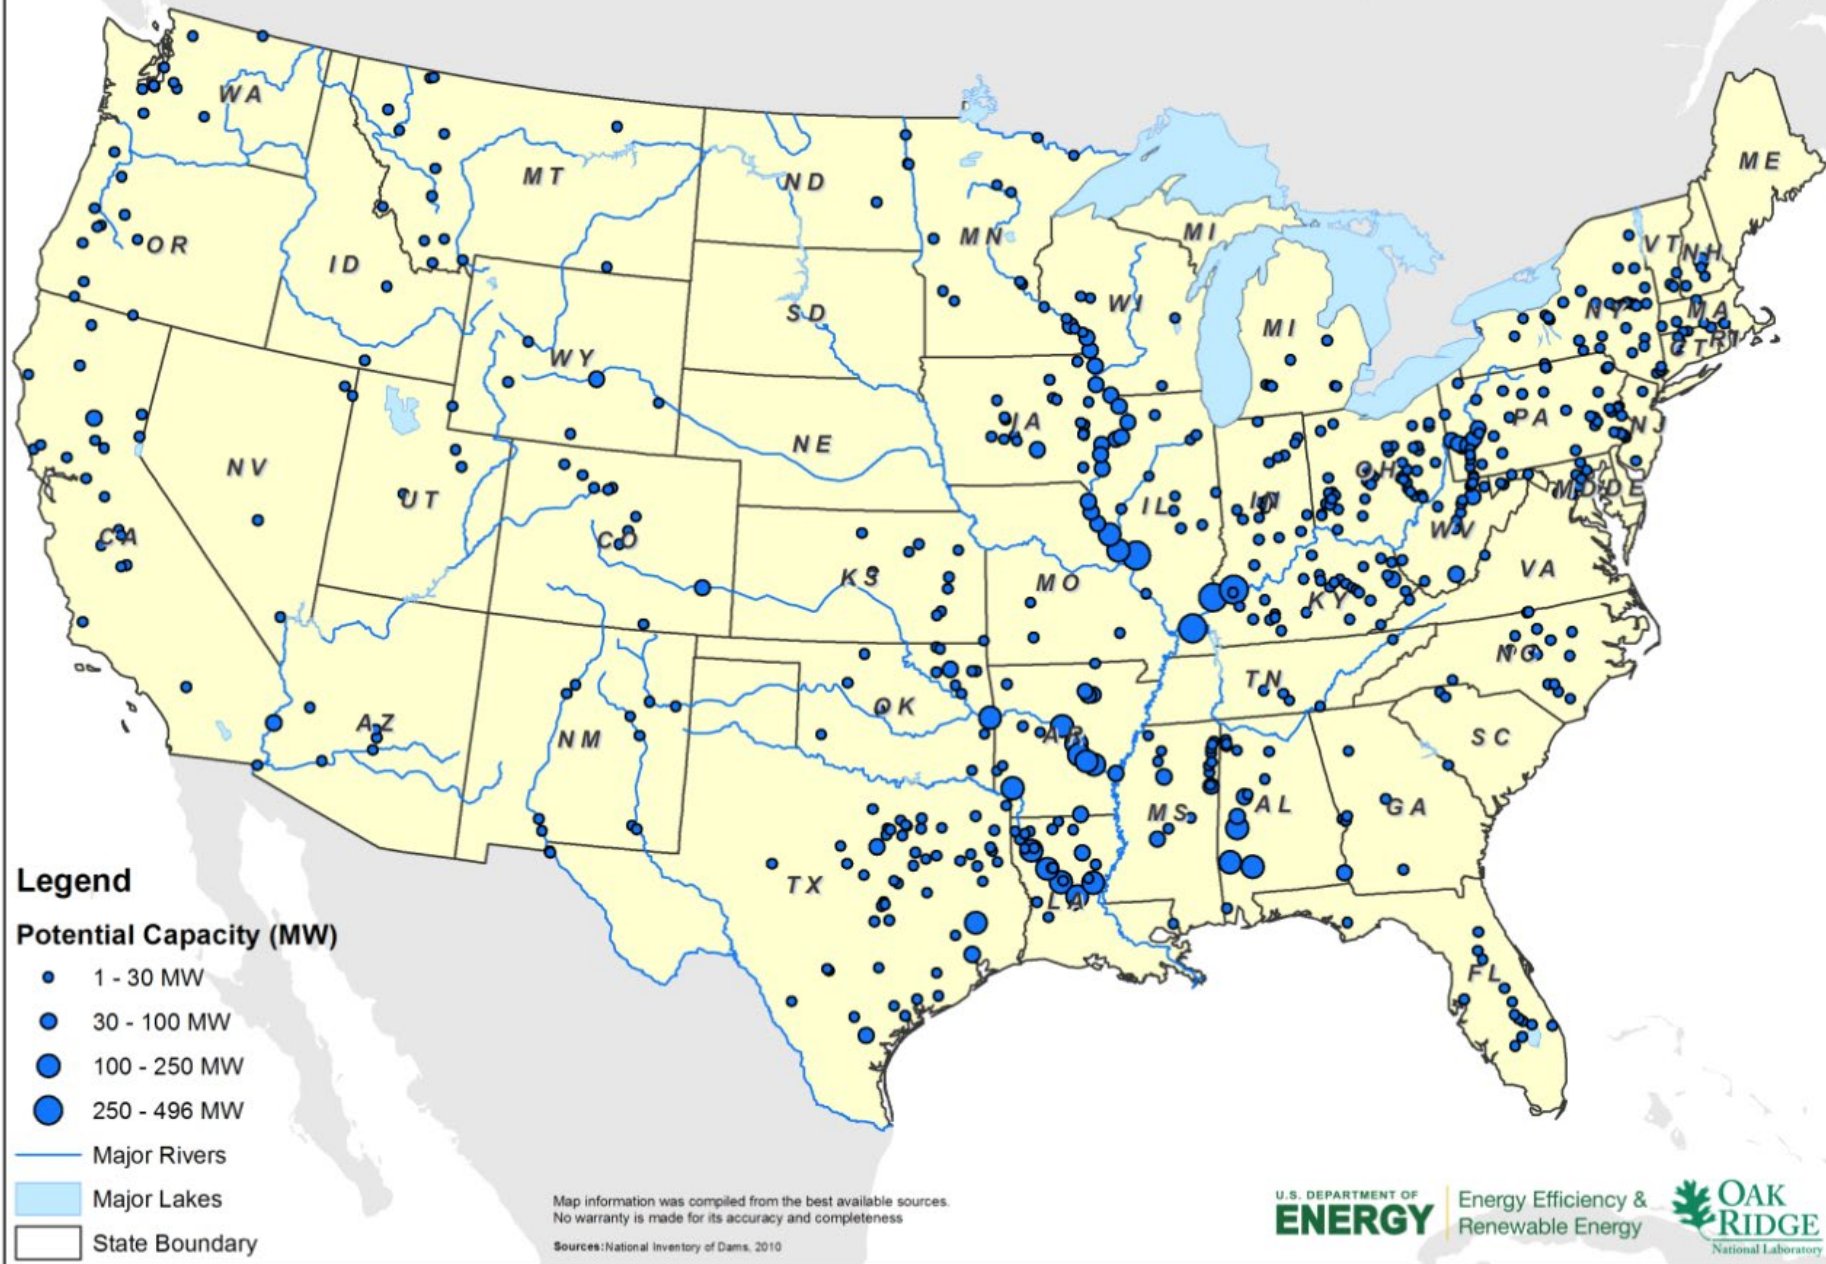 WA
MT
ND
MN
ME
OR
ID
MI
VT
NH
SD
WI
MI
NY
MA
CT
RI
WY
IA
PA
NJ
NE
NV
UT
IL
IN
OH
MD
DE
CA
CO
KS
MO
WV
VA
KY
AZ
NM
OK
AR
TN
NC
SC
TX
LA
MS
AL
GA
FL
Legend
Potential Capacity (MW)
1 - 30 MW
30 - 100 MW
100 - 250 MW
250 - 496 MW
Major Rivers
Major Lakes
State Boundary
Map information was compiled from the best available sources.
No warranty is made for its accuracy and completeness
Sources: National Inventory of Dams, 2010
U.S. DEPARTMENT OF
ENERGY
Energy Efficiency &
Renewable Energy
OAK
RIDGE
National Laboratory